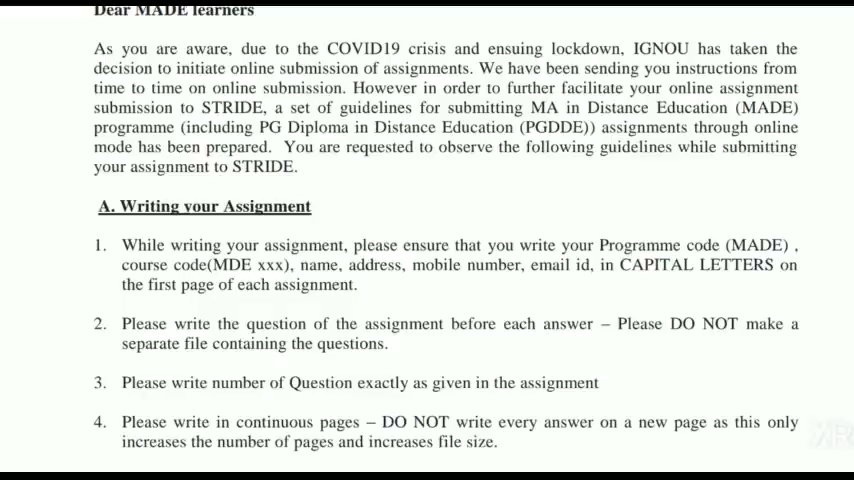 Dear MADE learners
As you are aware, due to the COVID19 crisis and ensuing lockdown, IGNOU has taken the
decision to initiate online submission of assignments. We have been sending you instructions from
time to time on online submission. However in order to further facilitate your online assignment
submission to STRIDE, a set of guidelines for submitting MA in Distance Education (MADE)
programme (including PG Diploma in Distance Education (PGDDE)) assignments through online
mode has been prepared. You are requested to observe the following guidelines while submitting
your assignment to STRIDE.
A. Writing your Assignment
1. While writing your assignment, please ensure that you write your Programme code (MADE) ,
course code(MDE xxx), name, address, mobile number, email id, in CAPITAL LETTERS on
the first page of each assignment.
2. Please write the question of the assignment before each answer – Please DO NOT make a
separate file containing the questions.
3. Please write number of Question exactly as given in the assignment
4. Please write in continuous pages – DO NOT write every answer on a new page as this only
increases the number of pages and increases file size.